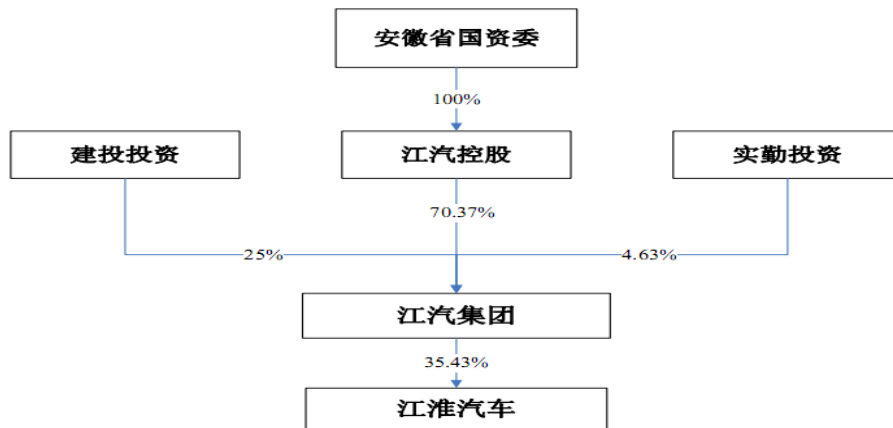 安徽省国资委
100%
建投投资
江汽控股
实勤投资
70.37%
25%
4.63%
江汽集团
35.43%
江淮汽车